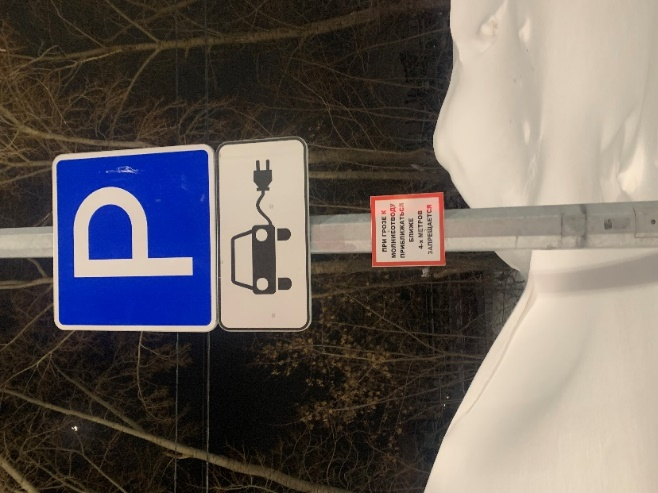 P
ПРИ ГРОЗЕ К
МОЛНИЕОТВОДУ
ПРИБЛИЖАТЬСЯ
БЛИЖЕ
4-х МЕТРОВ
ЗАПРЕЩАЕТСЯ